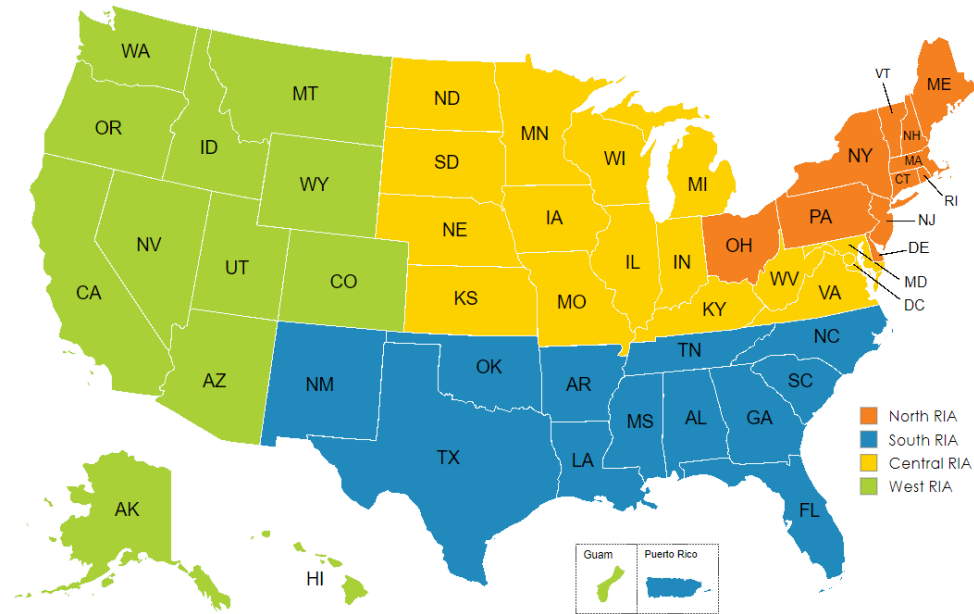 WA
MT
ND
MN
VT
ME
OR
ID
SD
WI
NH
NY
MA
WY
MI
CT
RI
IA
PA
NJ
NE
NV
OH
DE
UT
IL
IN
CO
WV
MD
CA
KS
MO
VA
DC
KY
NC
TN
OK
AZ
NM
AR
SC
MS
AL
GA
TX
LA
FL
North RIA
South RIA
Central RIA
West RIA
AK
HI
Guam
Puerto Rico